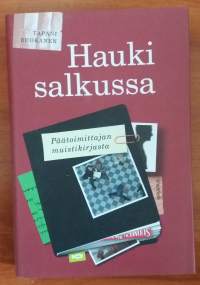 TAPANI
RUOKANEN
Hauki
salkussa
Päätoimittajan
muistikirjasta